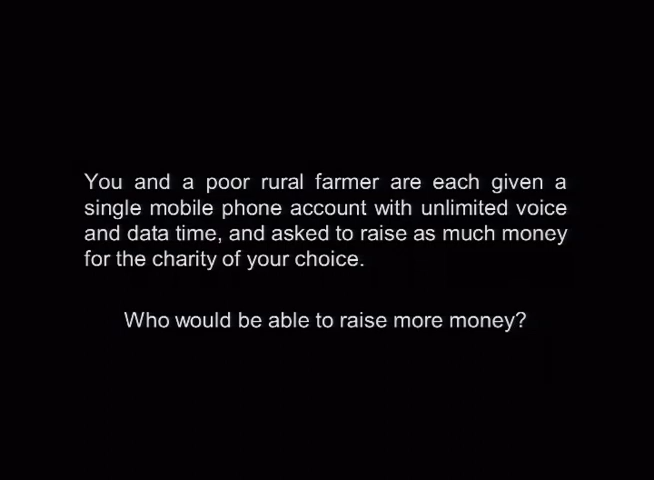 You and a poor rural farmer are each given a
single mobile phone account with unlimited voice
and data time, and asked to raise as much money
for the charity of your choice.
Who would be able to raise more money?